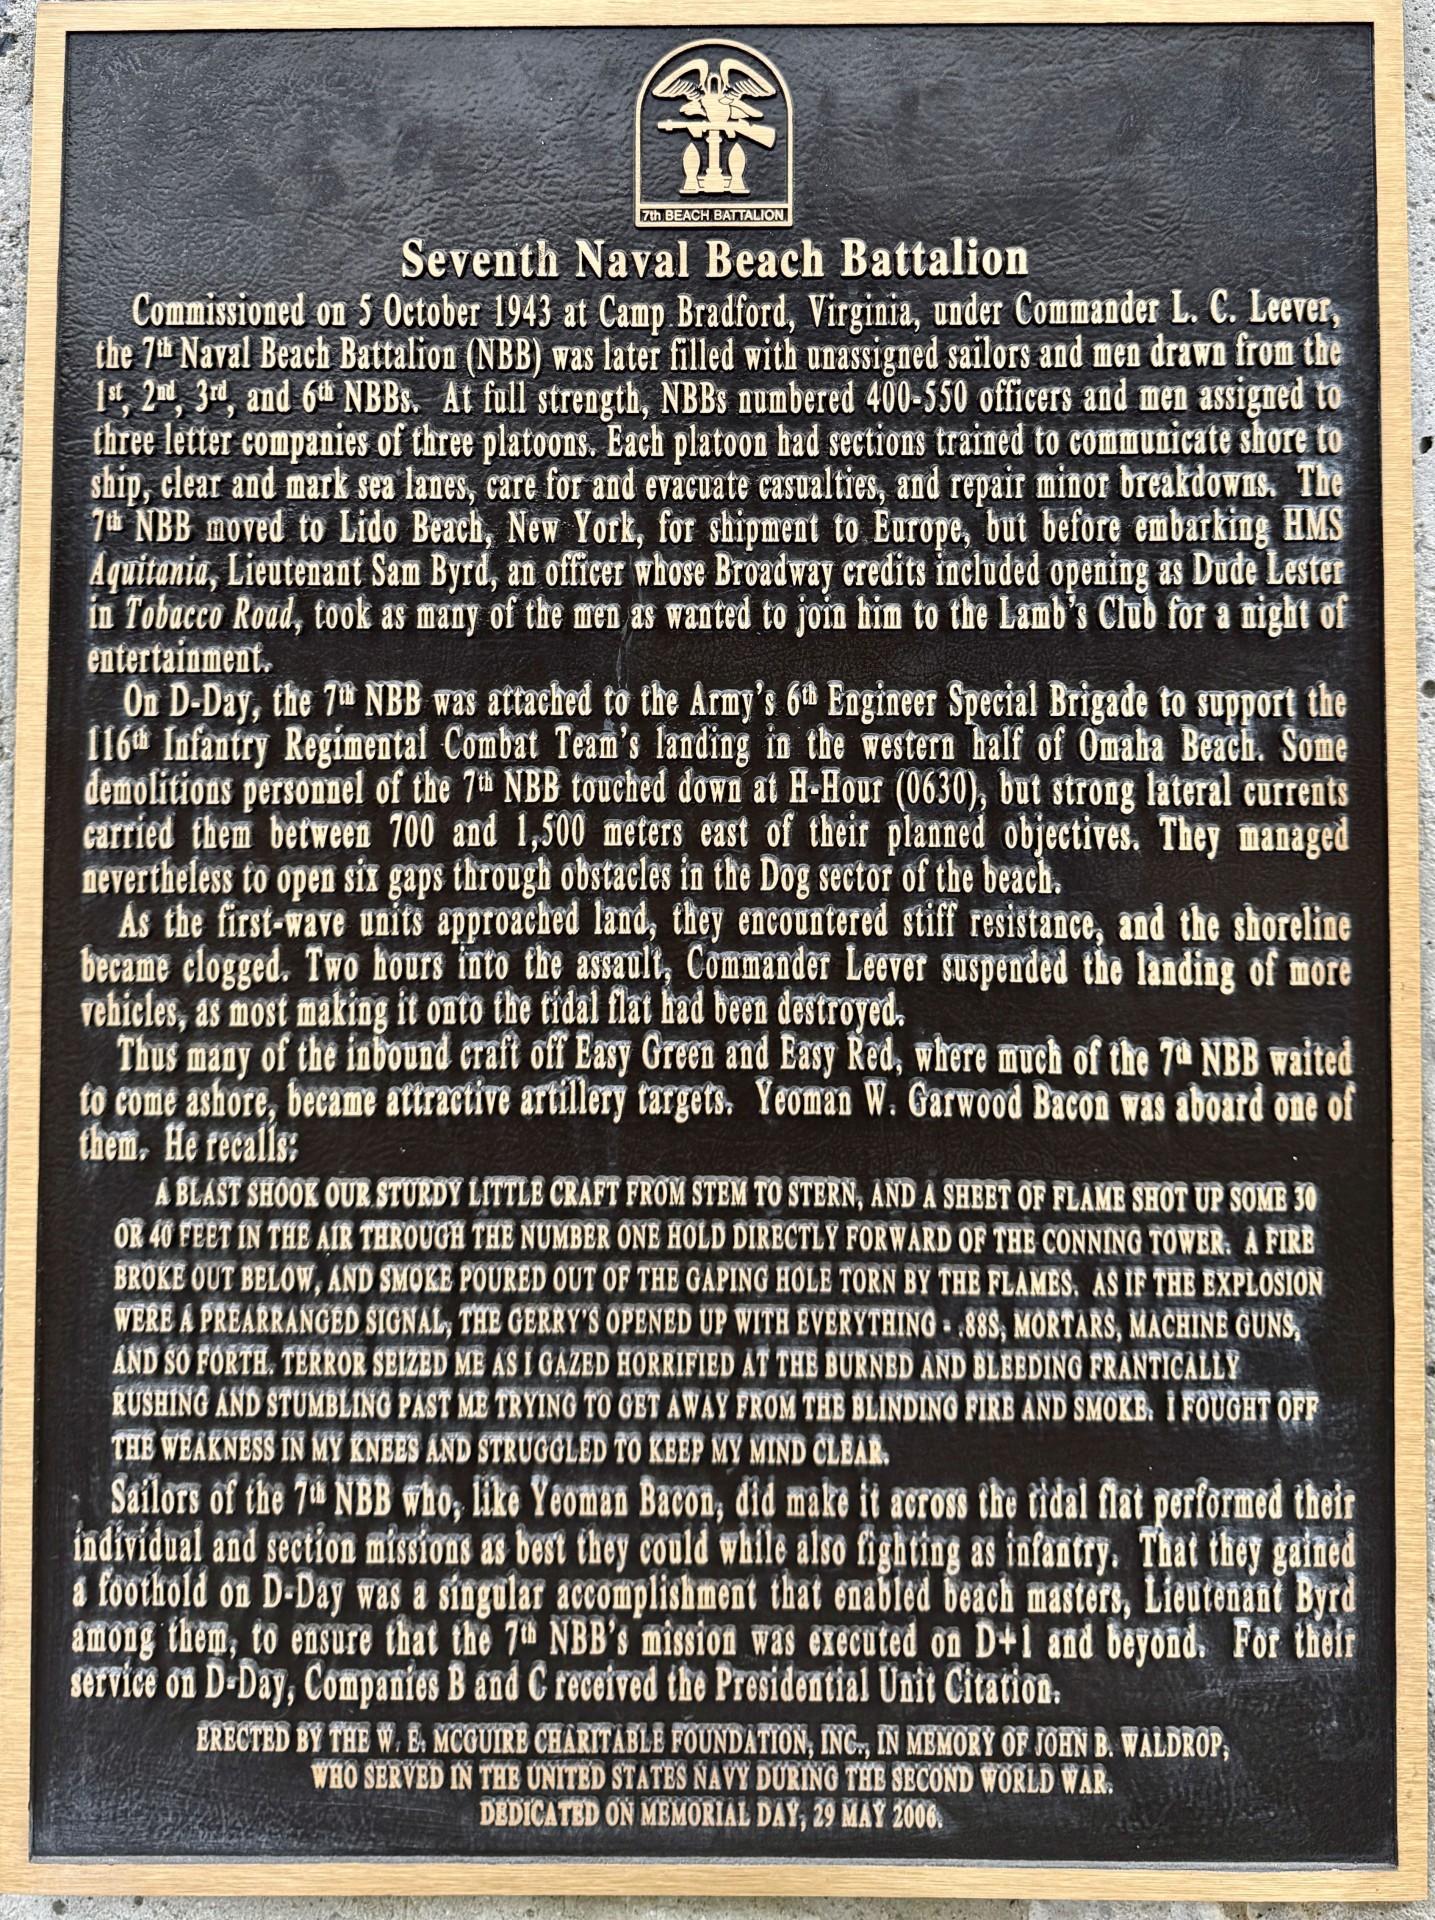 7th BEACH BATTALION
Seventh Naval Beach Battalion
Commissioned on 5 October 1943 at Camp Bradford, Virginia, under Commander L. C. Leever,
the 7th Naval Beach Battalion (NBB) was later filled with unassigned sailors and men drawn from the
1st, 2nd, 3rd, and 6th NBBs. At full strength, NBBs numbered 400-550 officers and men assigned to
three letter companies of three platoons. Each platoon had sections trained to communicate shore to
ship, clear and mark sea lanes, care for and evacuate casualties, and repair minor breakdowns. The
7th NBB moved to Lido Beach, New York, for shipment to Europe, but before embarking HMS
Aquitania, Lieutenant Sam Byrd, an officer whose Broadway credits included opening as Dude Lester
in Tobacco Road, took as many of the men as wanted to join him to the Lamb's Club for a night of
entertainment.
On D-Day, the 7th NBB was attached to the Army's 6th Engineer Special Brigade to support the
116th Infantry Regimental Combat Team's landing in the western half of Omaha Beach. Some
demolitions personnel of the 7th NBB touched down at H-Hour (0630), but strong lateral currents
carried them between 700 and 1,500 meters east of their planned objectives. They managed
nevertheless to open six gaps through obstacles in the Dog sector of the beach.
As the first-wave units approached land, they encountered stiff resistance, and the shoreline
became clogged. Two hours into the assault, Commander Leever suspended the landing of more
vehicles, as most making it onto the tidal flat had been destroyed.
Thus many of the inbound craft off Easy Green and Easy Red, where much of the 7th NBB waited
to come ashore, became attractive artillery targets. Yeoman W. Garwood Bacon was aboard one of
them. He recalls:
A BLAST SHOOK OUR STURDY LITTLE CRAFT FROM STEM TO STERN, AND A SHEET OF FLAME SHOT UP SOME 30
OR 40 FEET IN THE AIR THROUGH THE NUMBER ONE HOLD DIRECTLY FORWARD OF THE CONNING TOWER. A FIRE
BROKE OUT BELOW, AND SMOKE POURED OUT OF THE GAPING HOLE TORN BY THE FLAMES. AS IF THE EXPLOSION
WERE A PREARRANGED SIGNAL, THE GERRY'S OPENED UP WITH EVERYTHING - .88S, MORTARS, MACHINE GUNS,
AND SO FORTH. TERROR SEIZED ME AS I GAZED HORRIFIED AT THE BURNED AND BLEEDING FRANTICALLY
RUSHING AND STUMBLING PAST ME TRYING TO GET AWAY FROM THE BLINDING FIRE AND SMOKE. I FOUGHT OFF
THE WEAKNESS IN MY KNEES AND STRUGGLED TO KEEP MY MIND CLEAR.
Sailors of the 7th NBB who, like Yeoman Bacon, did make it across the tidal flat performed their
individual and section missions as best they could while also fighting as infantry. That they gained
a foothold on D-Day was a singular accomplishment that enabled beach masters, Lieutenant Byrd
among them, to ensure that the 7th NBB's mission was executed on D+1 and beyond. For their
service on D-Day, Companies B and C received the Presidential Unit Citation.
ERECTED BY THE W. E. MCGUIRE CHARITABLE FOUNDATION, INC., IN MEMORY OF JOHN B. WALDROP,
WHO SERVED IN THE UNITED STATES NAVY DURING THE SECOND WORLD WAR.
DEDICATED ON MEMORIAL DAY, 29 MAY 2006.